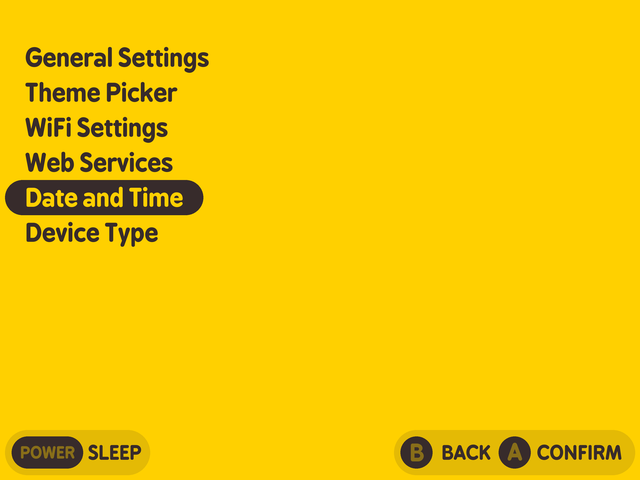 General Settings
Theme Picker
WiFi Settings
Web Services
Date and Time
Device Type
POWER SLEEP B BACK A CONFIRM